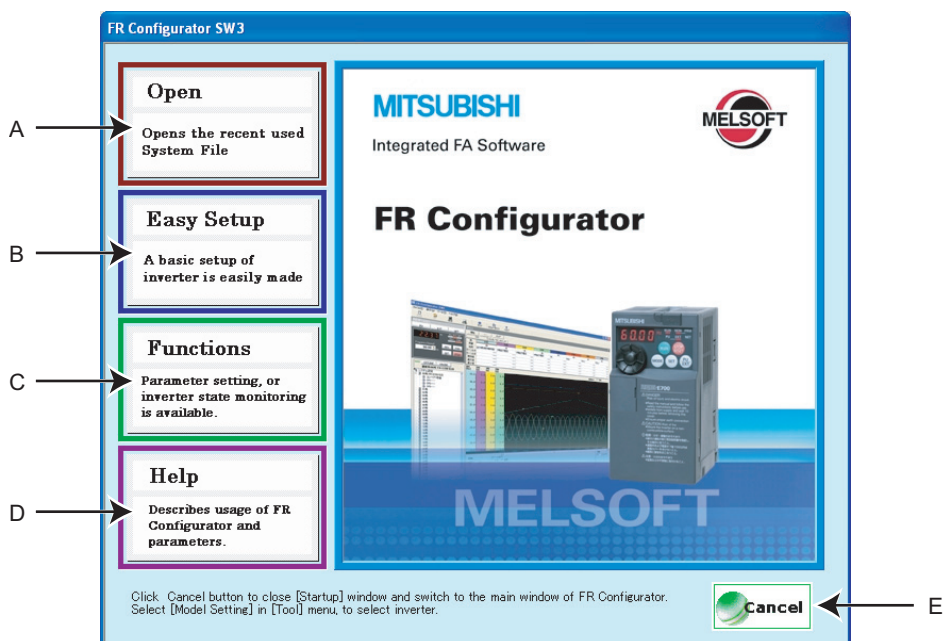 FR Configurator SW3
A
Open
Opens the recent used
System File
B
Easy Setup
A basic setup of
inverter is easily made
C
Functions
Parameter setting, or
inverter state monitoring
is available.
D
Help
Describes usage of FR
Configurator and
parameters.
MITSUBISHI
MELSOFT
Integrated FA Software
FR Configurator
MITSUBISHI
60.00
MELSOFT
Click Cancel button to close [Startup] window and switch to the main window of FR Configurator.
Select [Model Setting] in [Tool] menu, to select inverter.
Cancel
E